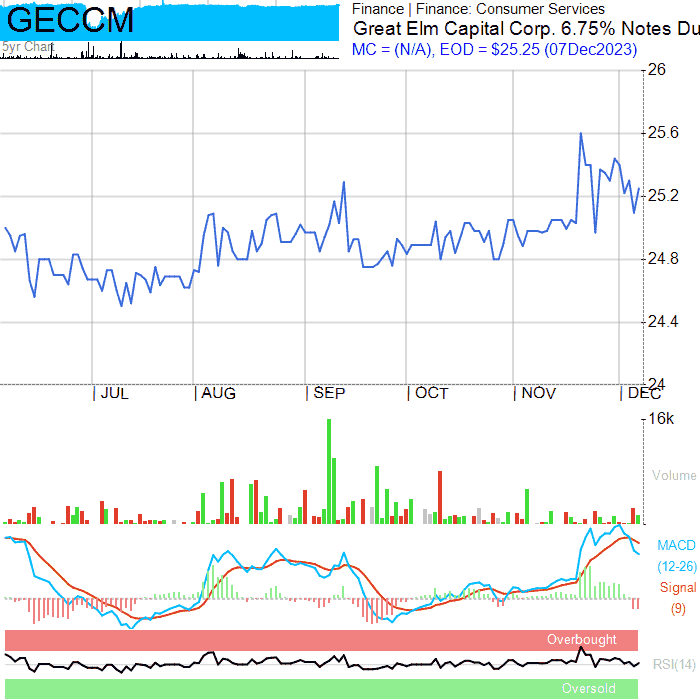 GECCM
5yr Chart
Finance | Finance: Consumer Services
Great Elm Capital Corp. 6.75% Notes Du
MC = (N/A), EOD = $25.25 (07Dec2023)
26
25.6
25.2
24.8
24.4
24
JUL AUG SEP OCT NOV DEC
16k
Volume
MACD
(12-26)
Signal
(9)
Overbought
RSI(14)
Oversold